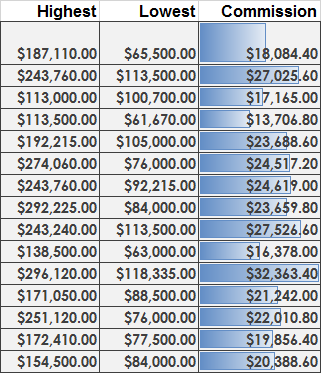 Highest Lowest Commission
$187,110.00 $65,500.00 $18,084.40
$243,760.00 $113,500.00 $27,025.60
$113,000.00 $100,700.00 $17,165.00
$113,500.00 $61,670.00 $13,706.80
$192,215.00 $105,000.00 $23,688.60
$274,060.00 $76,000.00 $24,517.20
$243,760.00 $92,215.00 $24,619.00
$292,225.00 $84,000.00 $23,659.80
$243,240.00 $113,500.00 $27,526.60
$138,500.00 $63,000.00 $16,378.00
$296,120.00 $118,335.00 $32,363.40
$171,050.00 $88,500.00 $21,242.00
$251,120.00 $76,000.00 $22,010.80
$172,410.00 $77,500.00 $19,856.40
$154,500.00 $84,000.00 $20,388.60